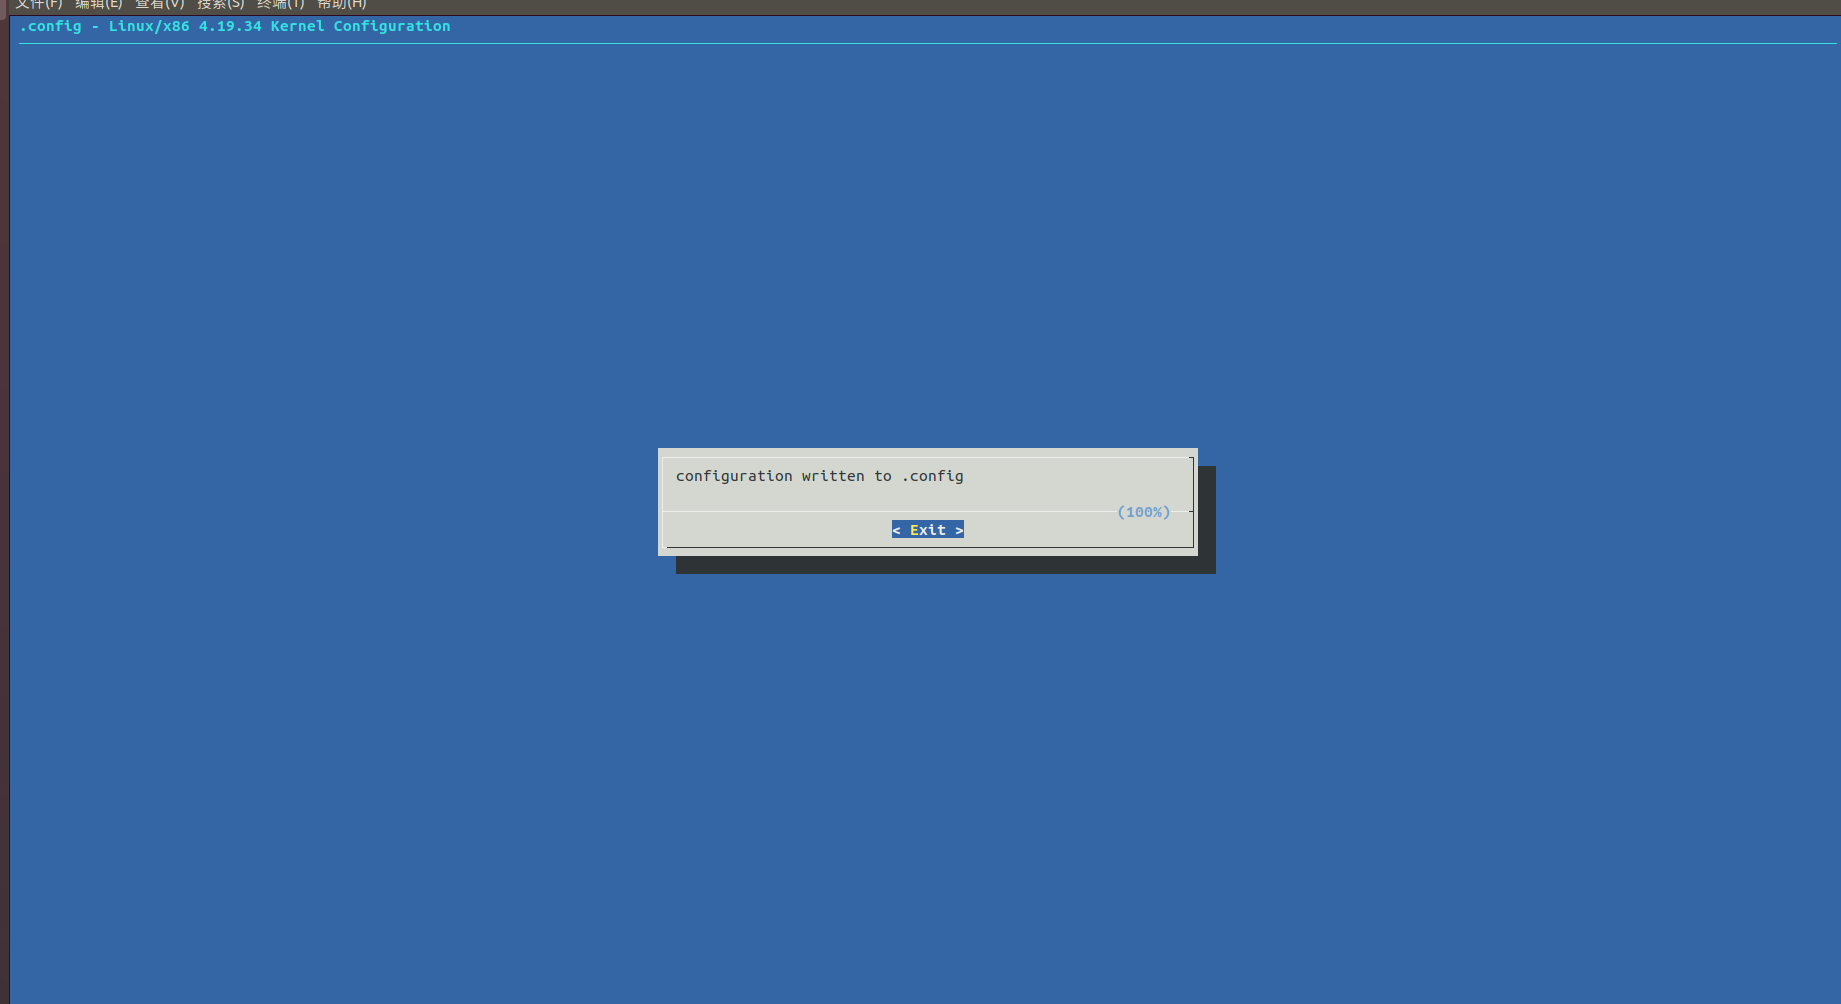 文件(F) 编辑(E) 查看(V) 搜索(S) 终端(T) 帮助(H)
.config - Linux/x86 4.19.34 Kernel Configuration
configuration written to .config
(100%)
< Exit >